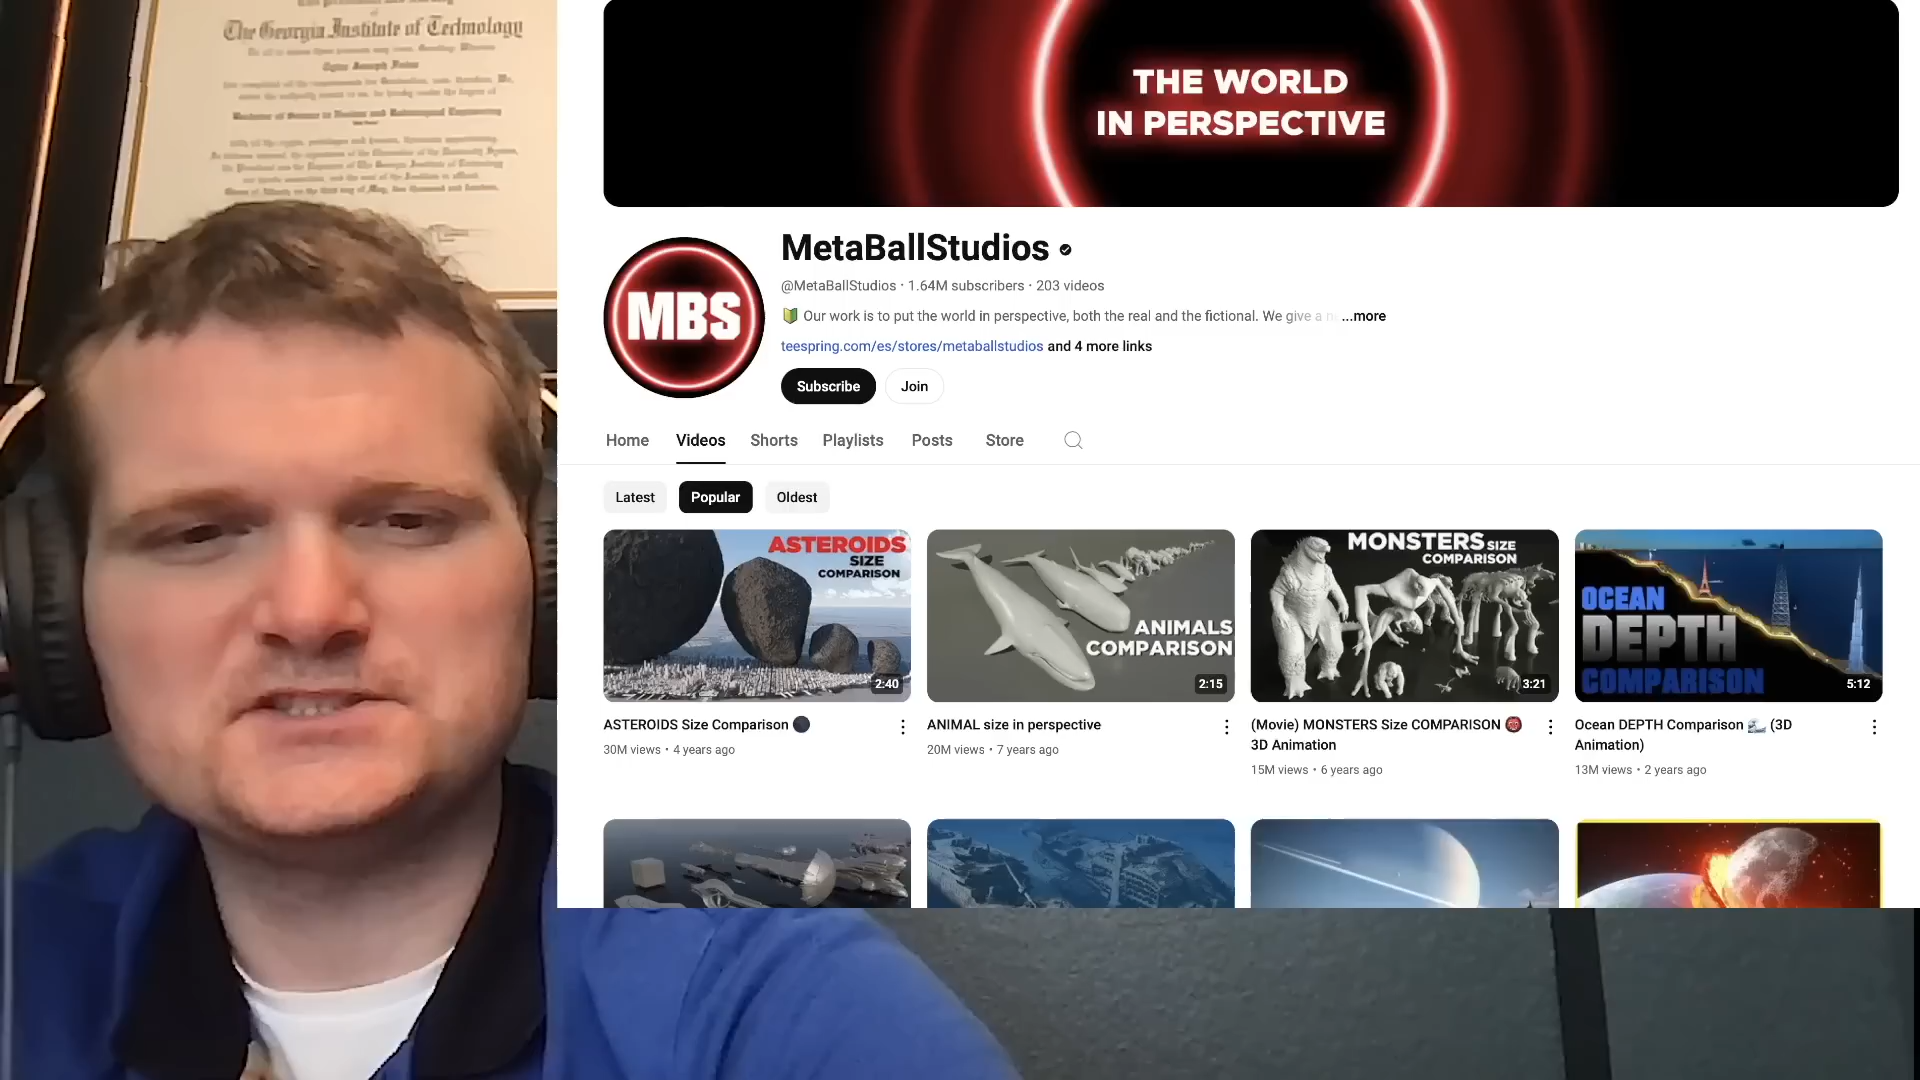 The Georgia Institute of Technology
THE WORLD
IN PERSPECTIVE
MBS
MetaBallStudios
@MetaBallStudios · 1.64M subscribers · 203 videos
Our work is to put the world in perspective, both the real and the fictional. We give a n ...more
teespring.com/es/stores/metaballstudios and 4 more links
Subscribe Join
Home Videos Shorts Playlists Posts Store
Latest Popular Oldest
ASTEROIDS
SIZE
COMPARISON
2:40
ANIMALS
COMPARISON
2:15
MONSTERS SIZE
COMPARISON
3:21
OCEAN
DEPTH
COMPARISON
5:12
ASTEROIDS Size Comparison
30M views • 4 years ago
ANIMAL size in perspective
20M views • 7 years ago
(Movie) MONSTERS Size COMPARISON
3D Animation
15M views • 6 years ago
Ocean DEPTH Comparison (3D
Animation)
13M views • 2 years ago